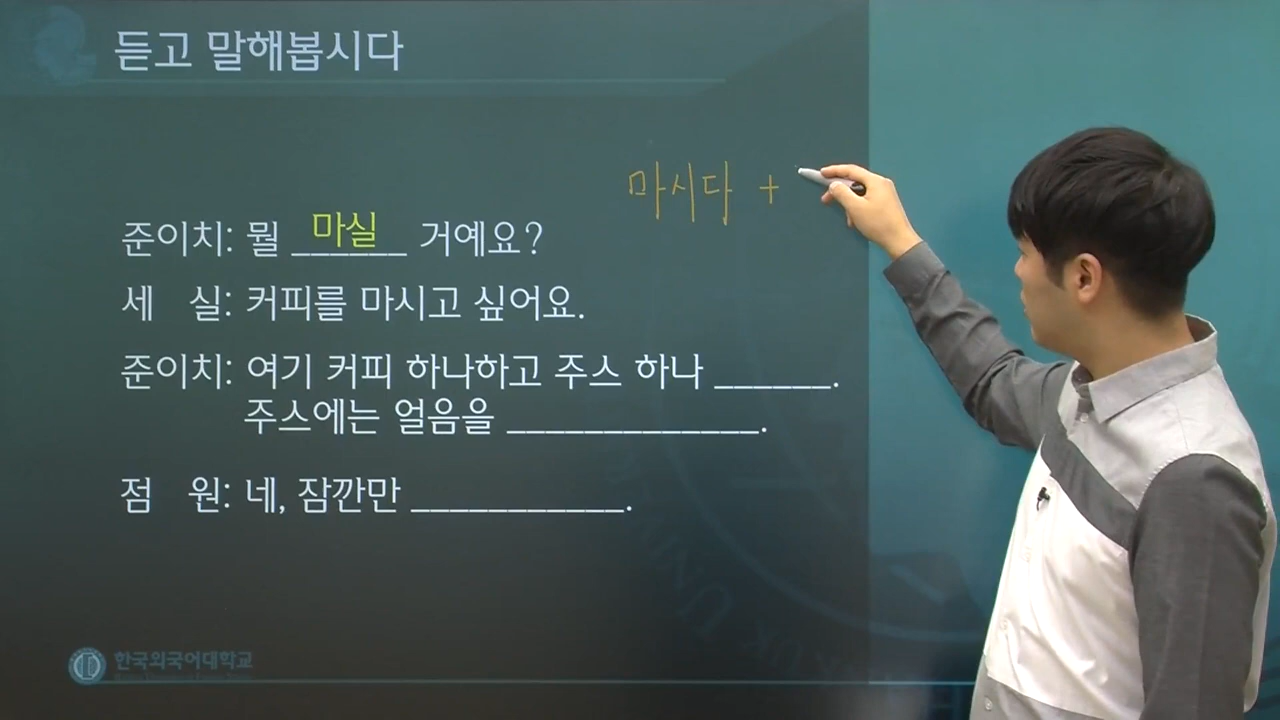 듣고 말해봅시다
마시다 +
준이치: 뭘 마실 거예요?
세 실: 커피를 마시고 싶어요.
준이치: 여기 커피 하나하고 주스 하나 ______.
주스에는 얼음을 _____________.
점 원: 네, 잠깐만 ___________.
한국외국어대학교